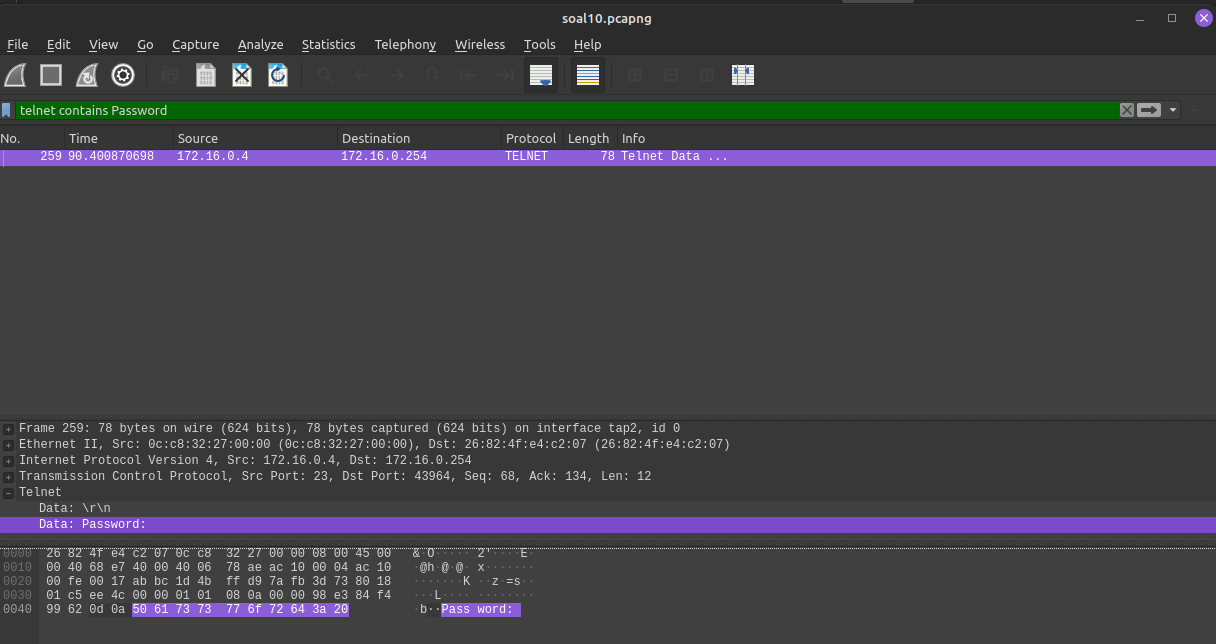 soal10.pcapng
File Edit View Go Capture Analyze Statistics Telephony Wireless Tools Help
telnet contains Password
No. Time Source Destination Protocol Length Info
259 90.400870698 172.16.0.4 172.16.0.254 TELNET 78 Telnet Data ...
Frame 259: 78 bytes on wire (624 bits), 78 bytes captured (624 bits) on interface tap2, id 0
Ethernet II, Src: 0c:c8:32:27:00:00 (0c:c8:32:27:00:00), Dst: 26:82:4f:e4:c2:07 (26:82:4f:e4:c2:07)
Internet Protocol Version 4, Src: 172.16.0.4, Dst: 172.16.0.254
Transmission Control Protocol, Src Port: 23, Dst Port: 43964, Seq: 68, Ack: 134, Len: 12
Telnet
Data: \r\n
Data: Password:
0000 26 82 4f e4 c2 07 0c c8 32 27 00 00 08 00 45 00 &·O····· 2'····E·
0010 00 40 68 e7 40 00 40 06 78 ae ac 10 00 04 ac 10 ·@h·@·@· x·······
0020 00 fe 00 17 ab bc 1d 4b ff d9 7a fb 3d 73 80 18 ·······K ··z·=s··
0030 01 c5 ee 4c 00 00 01 01 08 0a 00 00 98 e3 84 f4 ···L···· ········
0040 99 62 0d 0a 50 61 73 73 77 6f 72 64 3a 20 ·b··Pass word: